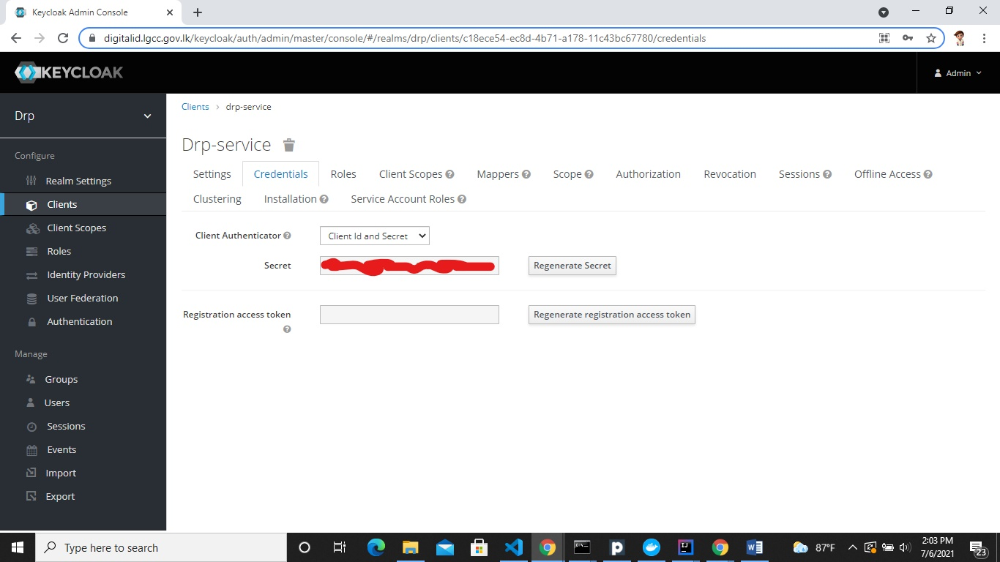 Keycloak Admin Console
digitalid.lgcc.gov.lk/keycloak/auth/admin/master/console/#/realms/drp/clients/c18ece54-ec8d-4b71-a178-11c43bc67780/credentials
KEYCLOAK
Admin
Drp
Configure
Realm Settings
Clients
Client Scopes
Roles
Identity Providers
User Federation
Authentication
Manage
Groups
Users
Sessions
Events
Import
Export
Clients > drp-service
Drp-service
Settings Credentials Roles Client Scopes Mappers Scope Authorization Revocation Sessions Offline Access
Clustering Installation Service Account Roles
Client Authenticator Client Id and Secret
Secret Regenerate Secret
Registration access token Regenerate registration access token
Type here to search
87°F
2:03 PM
7/6/2021
23